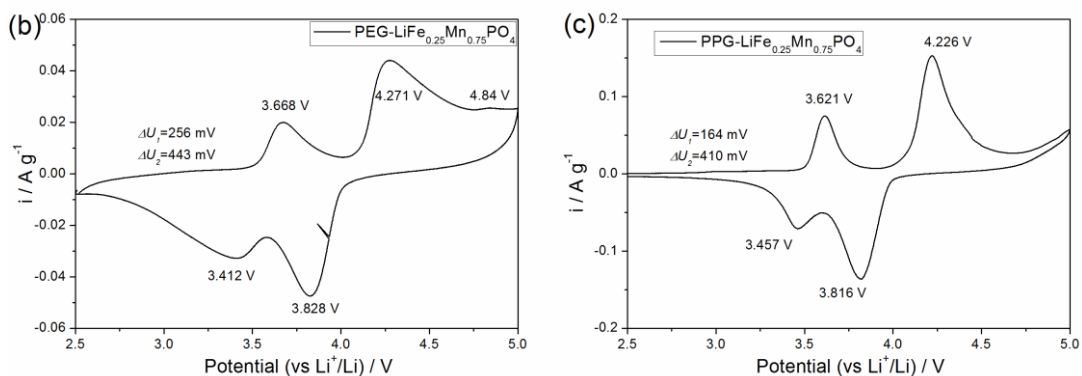 (b)
0.06
0.04
0.02
0.00
-0.02
-0.04
-0.06
i / A g⁻¹
PEG-LiFe₀.₂₅Mn₀.₇₅PO₄
3.668 V
4.271 V
4.84 V
ΔU₁=256 mV
ΔU₂=443 mV
3.412 V
3.828 V
2.5 3.0 3.5 4.0 4.5 5.0
Potential (vs Li⁺/Li) / V
(c)
0.2
0.1
0.0
-0.1
-0.2
i / A g⁻¹
PPG-LiFe₀.₂₅Mn₀.₇₅PO₄
4.226 V
3.621 V
ΔU₁=164 mV
ΔU₂=410 mV
3.457 V
3.816 V
2.5 3.0 3.5 4.0 4.5 5.0
Potential (vs Li⁺/Li) / V